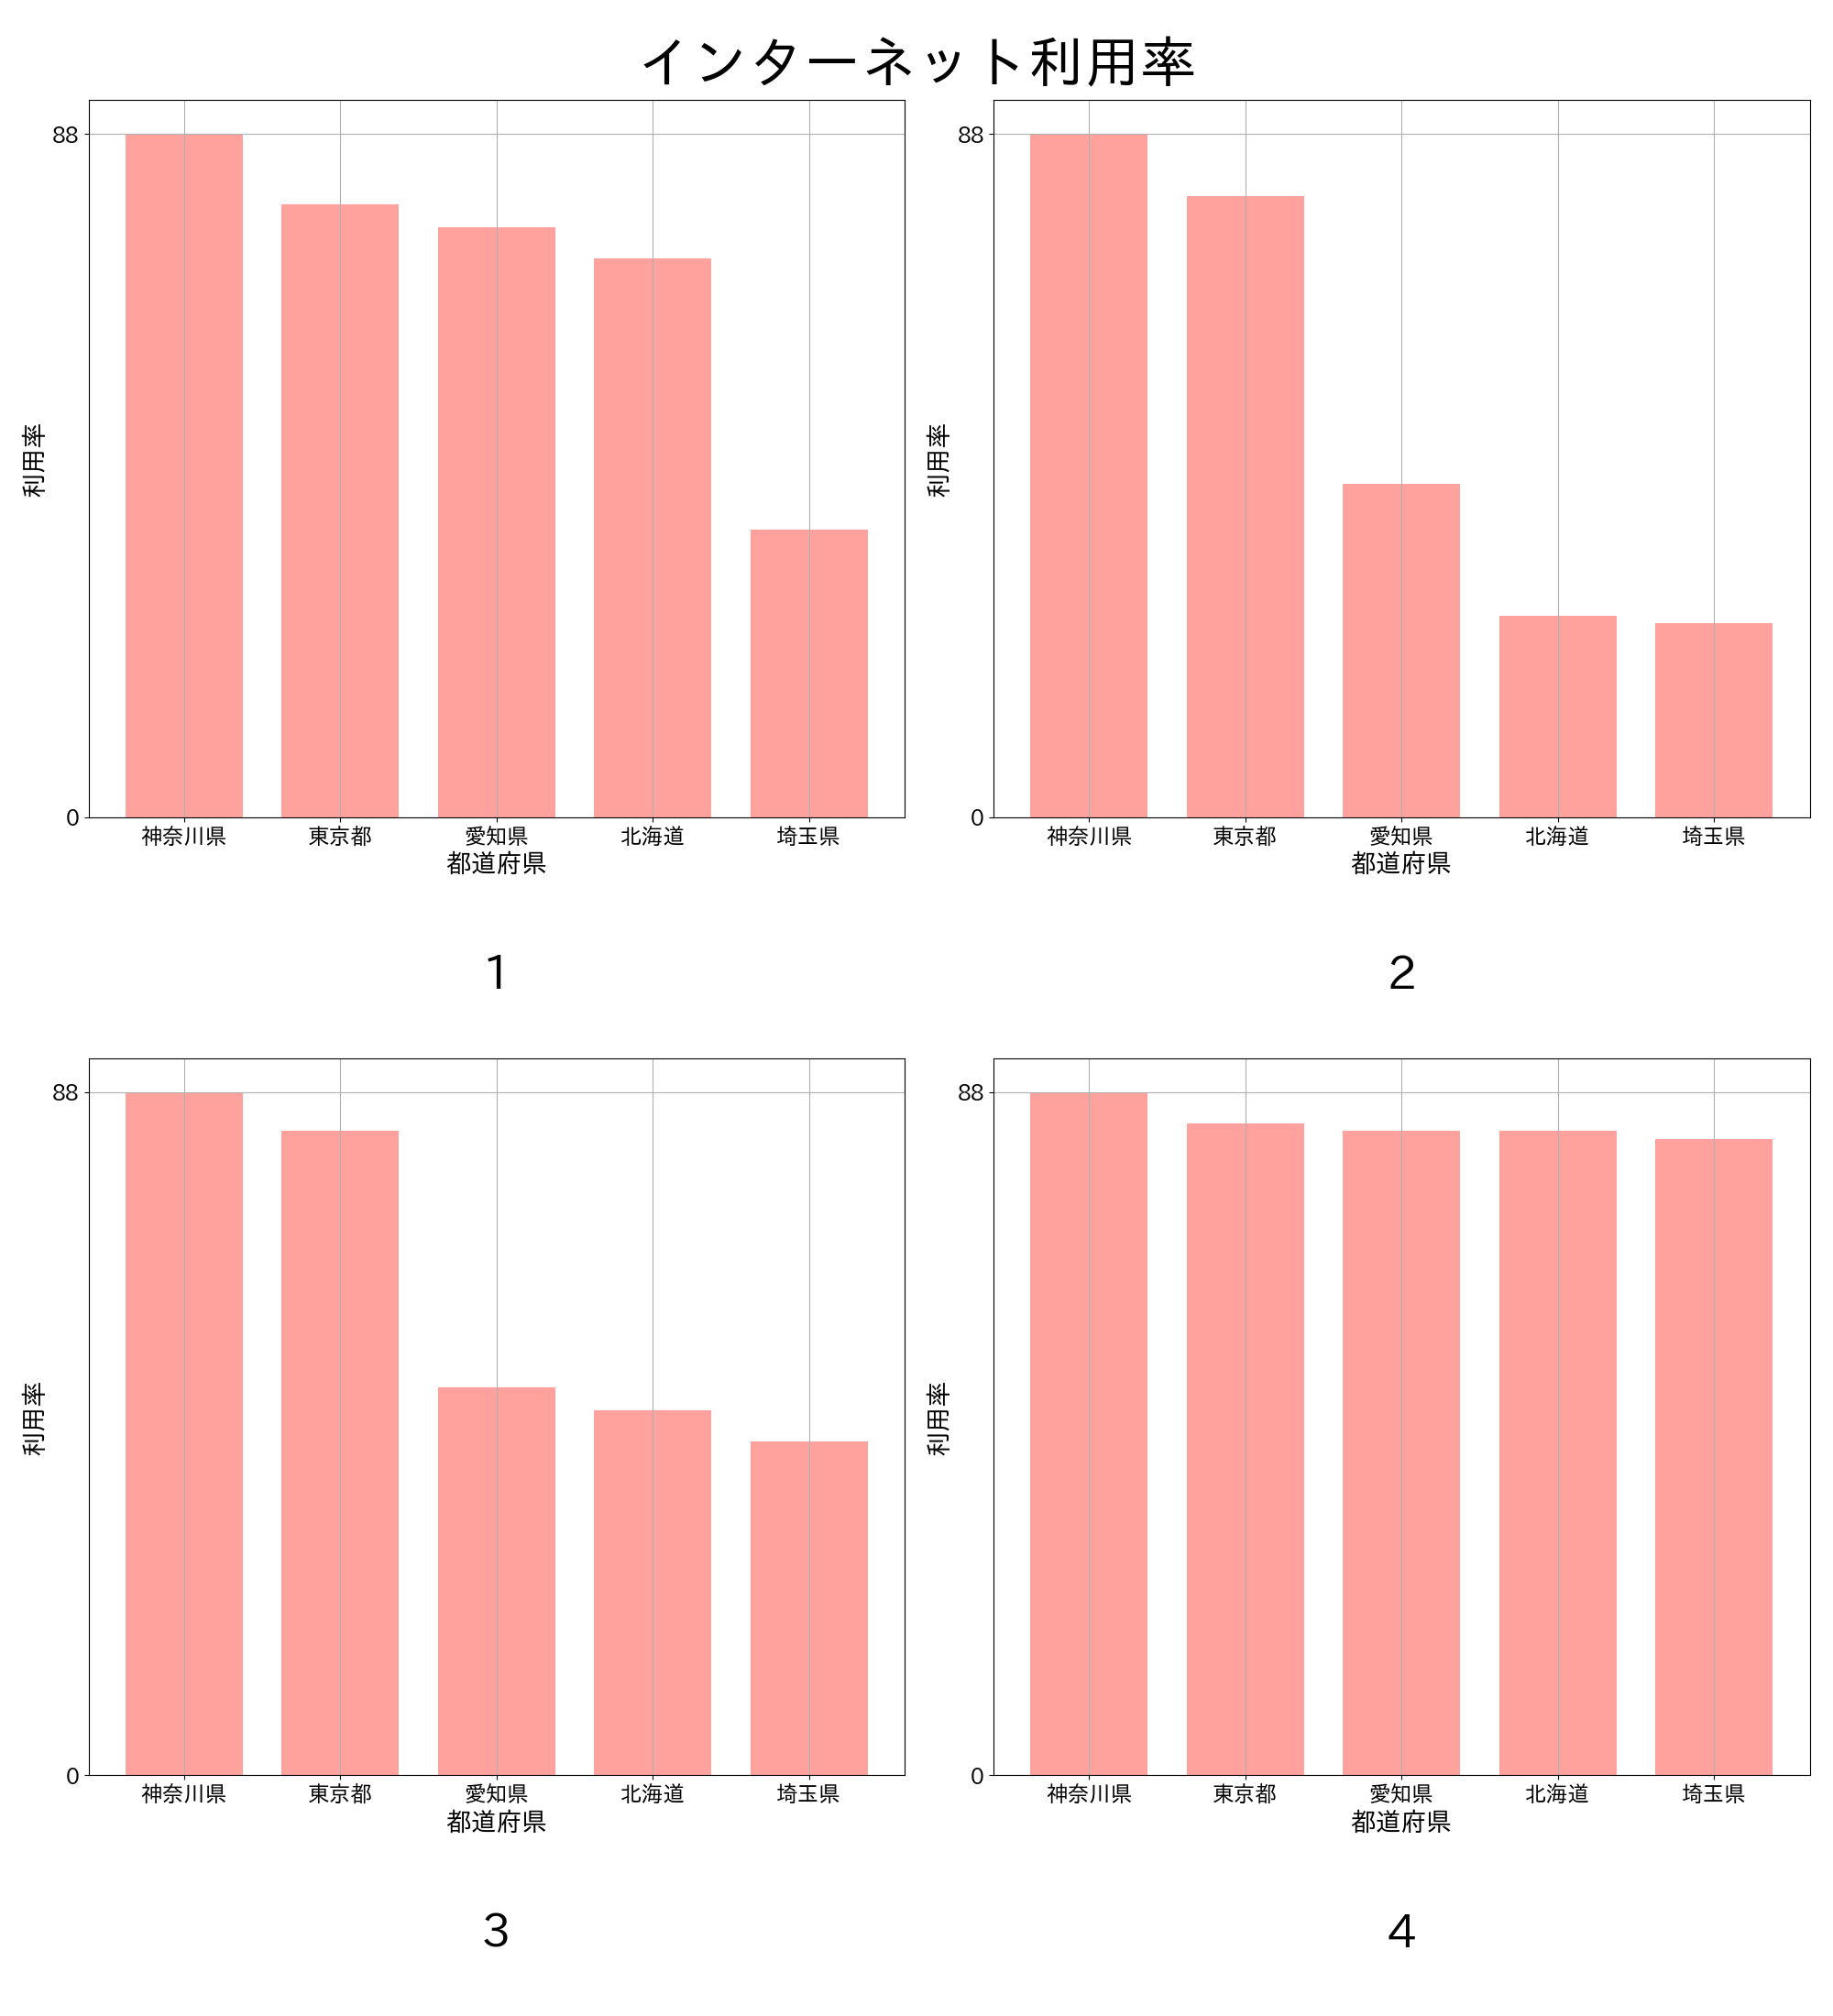 インターネット利用率
88
0
利用率
神奈川県 東京都 愛知県 北海道 埼玉県
都道府県
1
88
0
利用率
神奈川県 東京都 愛知県 北海道 埼玉県
都道府県
2
88
0
利用率
神奈川県 東京都 愛知県 北海道 埼玉県
都道府県
3
88
0
利用率
神奈川県 東京都 愛知県 北海道 埼玉県
都道府県
4